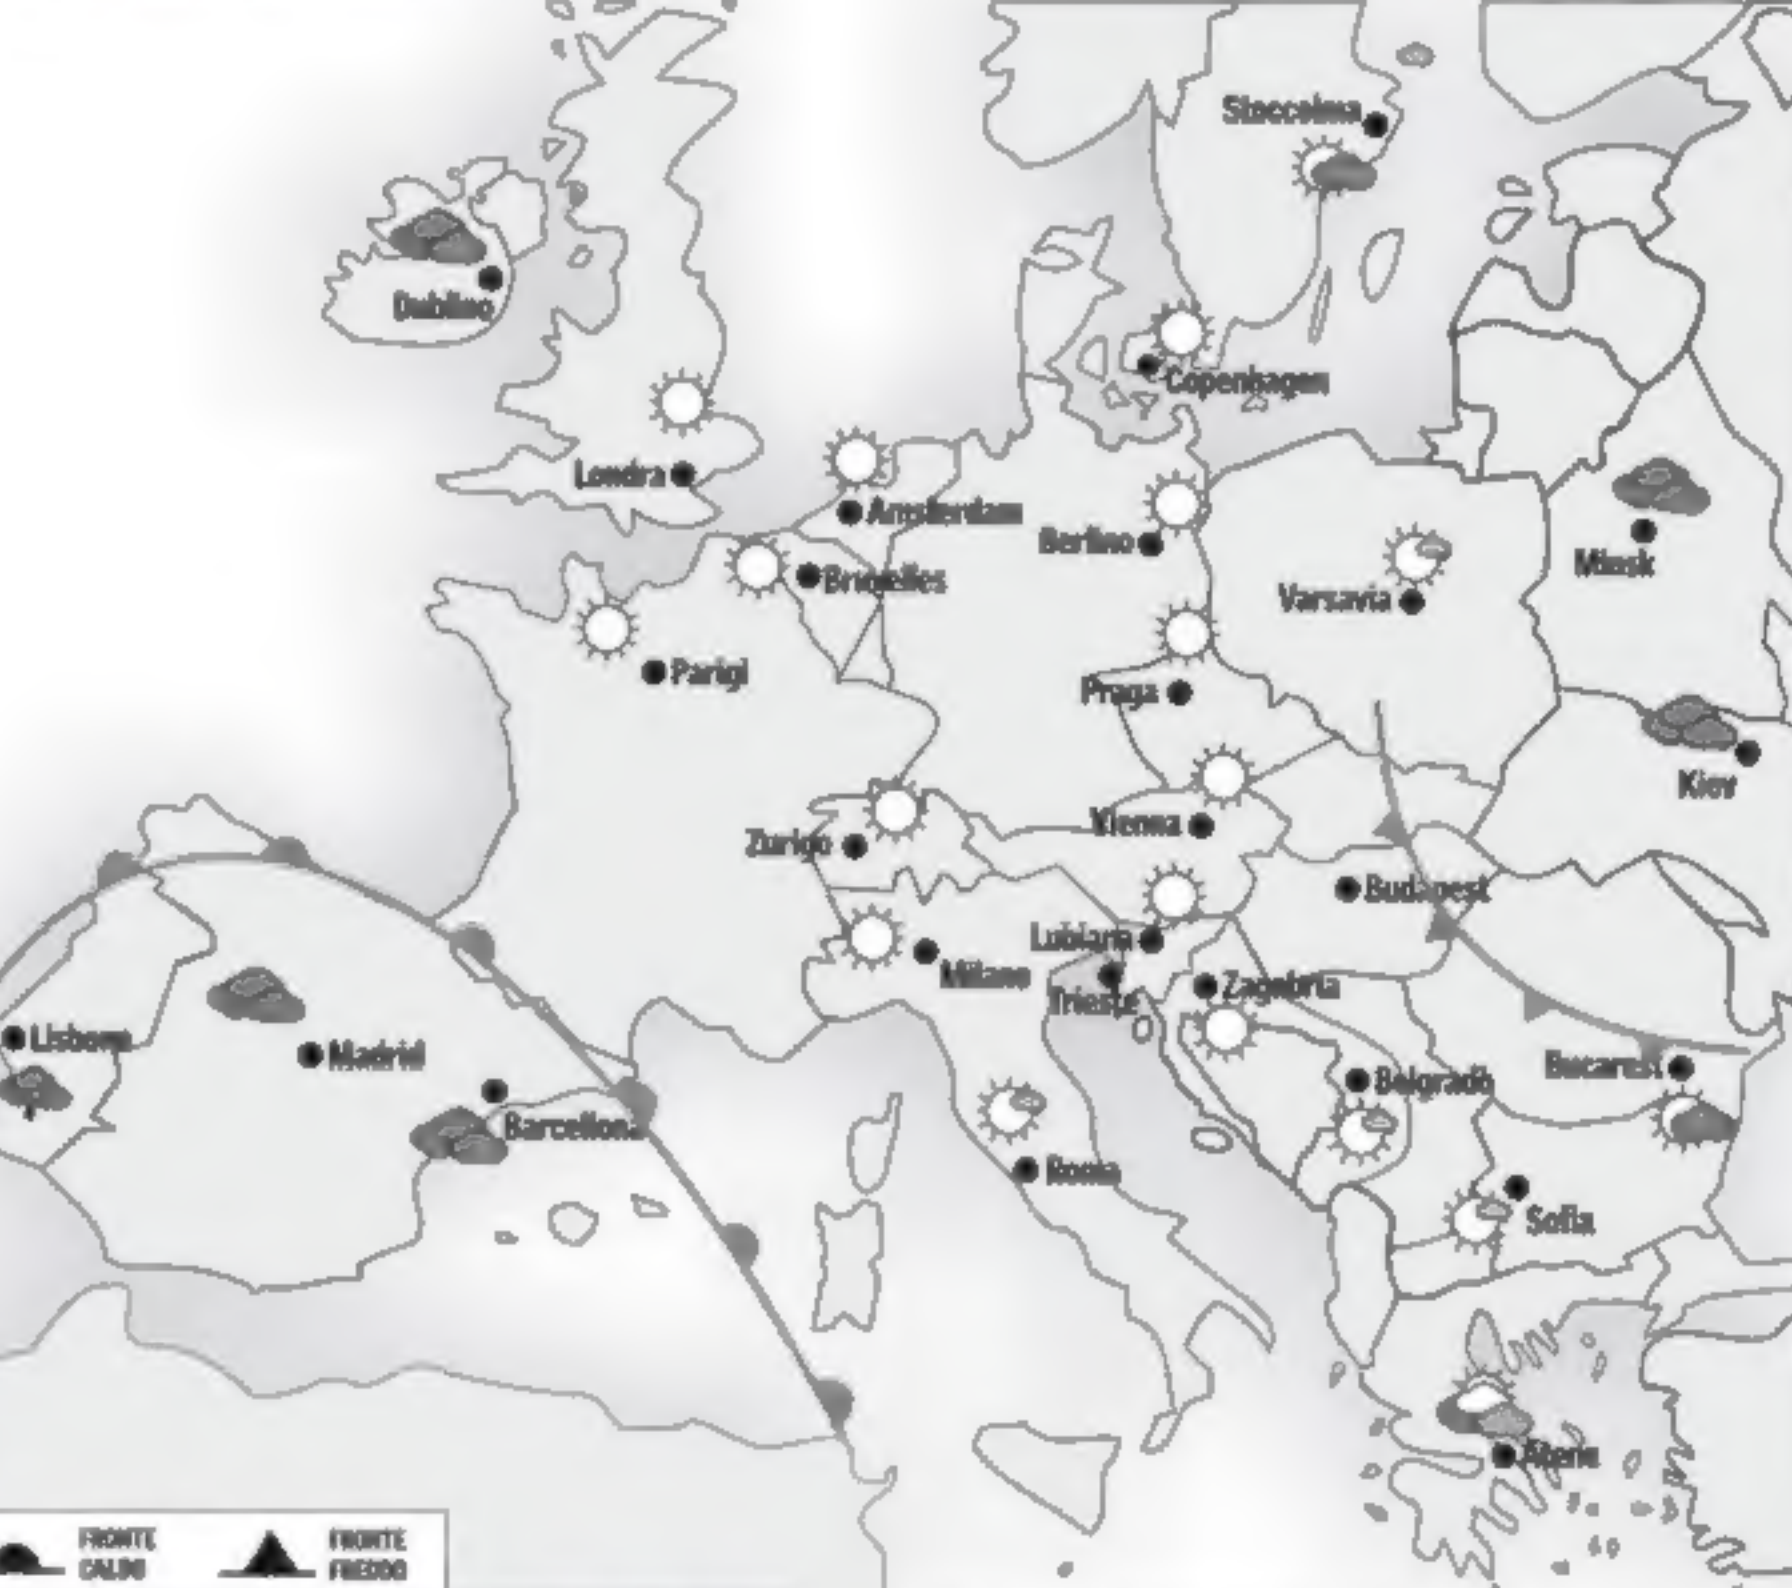 Stoccolma
Dublino
Copenhagen
Londra
Amsterdam
Berlino
Minsk
Bruxelles
Varsavia
Parigi
Praga
Kiev
Vienna
Zurigo
Budapest
Lubiana
Milano
Trieste
Zagabria
Lisbona
Madrid
Bucarest
Belgrado
Barcellona
Roma
Sofia
Atene
FRONTE
CALDO
FRONTE
FREDDO